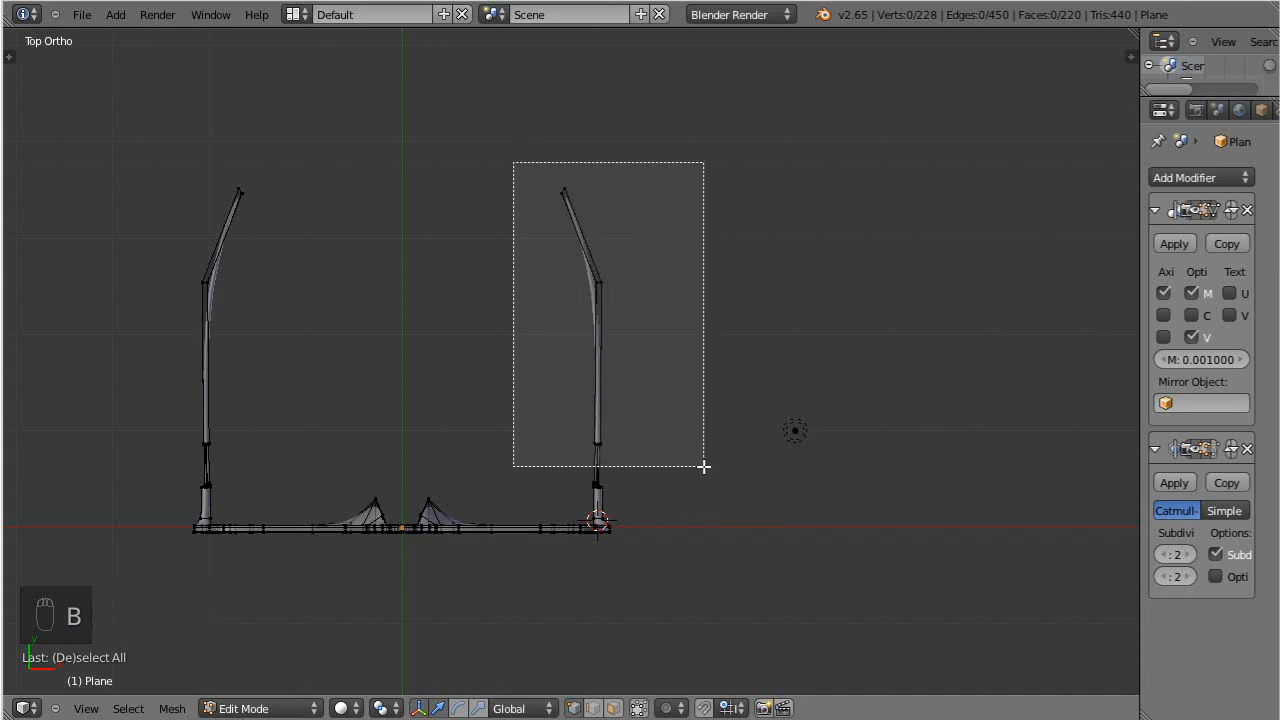 File Add Render Window Help Default Scene Blender Render v2.65 | Verts:0/228 | Edges:0/450 | Faces:0/220 | Tris:440 | Plane
Top Ortho
View Searc
Scer
Plan
Add Modifier
Apply Copy
Axi Opti Text
M U
C V
V
M: 0.001000
Mirror Object:
Apply Copy
Catmull- Simple
Subdivi Options:
: 2 Subd
: 2 Opti
B
y
Last: (De)select All
(1) Plane
View Select Mesh Edit Mode Global